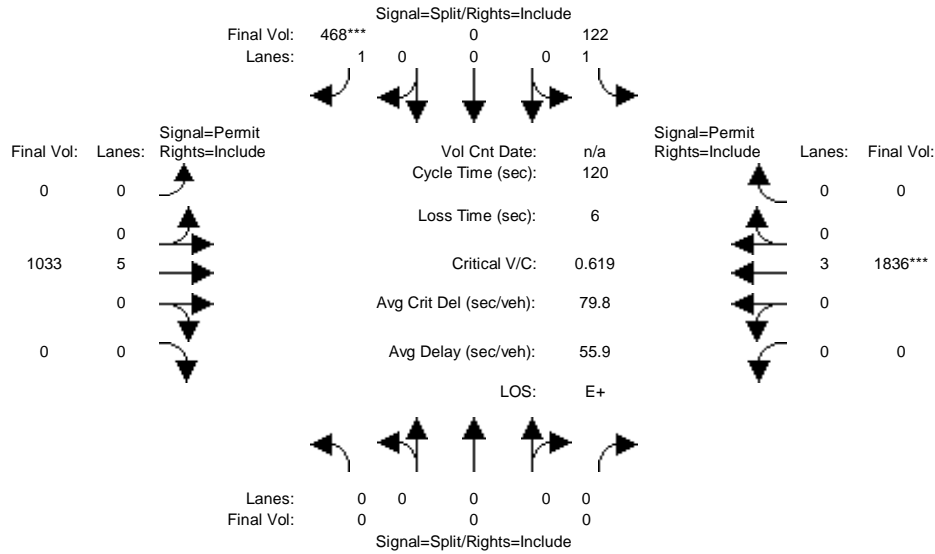 Signal=Split/Rights=Include
Final Vol: 468*** 0 122
Lanes: 1 0 0 0 1
Signal=Permit
Final Vol: Lanes: Rights=Include
Vol Cnt Date: n/a
Signal=Permit
Rights=Include Lanes: Final Vol:
Cycle Time (sec): 120
0 0
0 0
Loss Time (sec): 6
0
0
1033 5
Critical V/C: 0.619
3 1836***
0
Avg Crit Del (sec/veh): 79.8
0
0 0
Avg Delay (sec/veh): 55.9
0 0
LOS: E+
Lanes: 0 0 0 0 0
Final Vol: 0 0 0
Signal=Split/Rights=Include